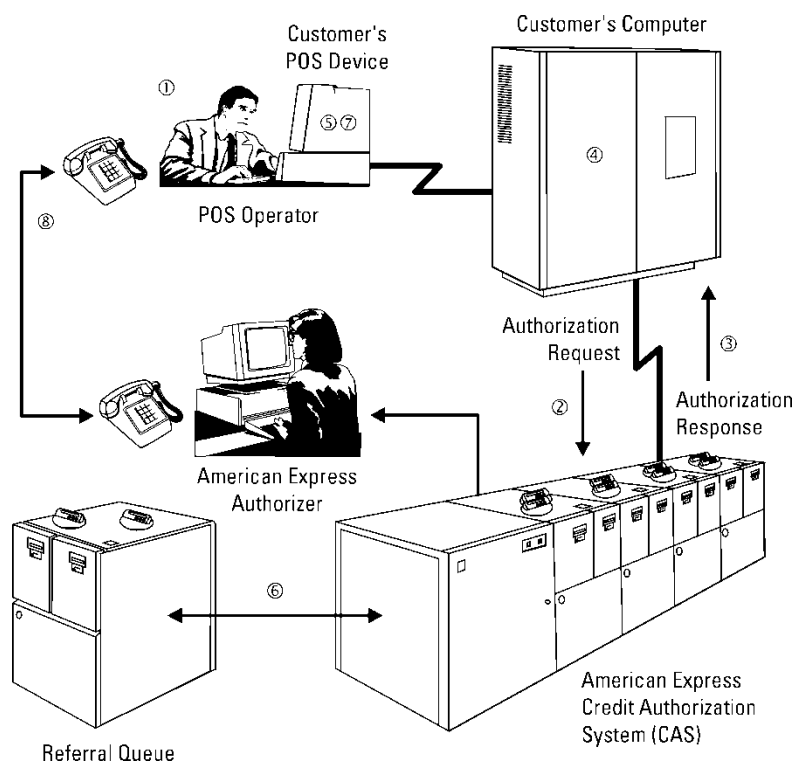 Customer's Computer
Customer's
POS Device
①
⑤⑦
④
POS Operator
⑧
Authorization
Request
③
②
Authorization
Response
American Express
Authorizer
⑥
American Express
Credit Authorization
System (CAS)
Referral Queue